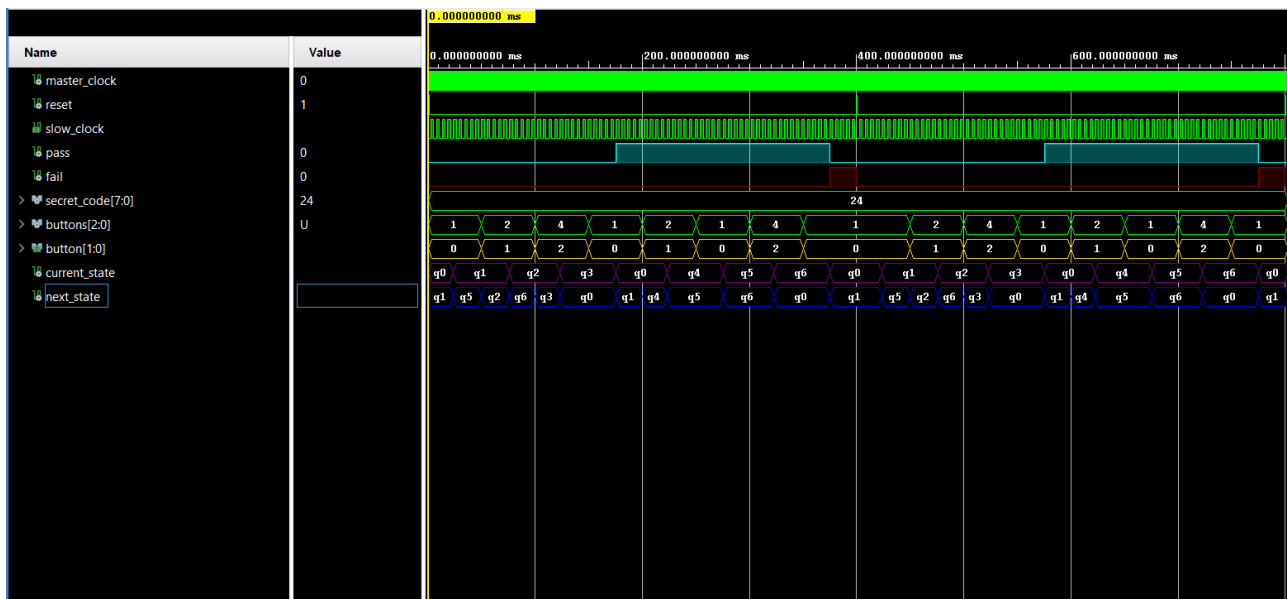 0.000000000 ms
Name Value 0.000000000 ms 200.000000000 ms 400.000000000 ms 600.000000000 ms
master_clock 0
reset 1
slow_clock
pass 0
fail 0
secret_code[7:0] 24 24
buttons[2:0] U 1 2 4 1 2 1 4 1 2 4 1 2 1 4 1
button[1:0] 0 1 2 0 1 0 2 0 1 2 0 1 0 2 0
current_state q0 q1 q2 q3 q0 q4 q5 q6 q0 q1 q2 q3 q0 q4 q5 q6 q0
next_state q1 q5 q2 q6 q3 q0 q1 q4 q5 q6 q0 q1 q5 q2 q6 q3 q0 q1 q4 q5 q6 q0 q1